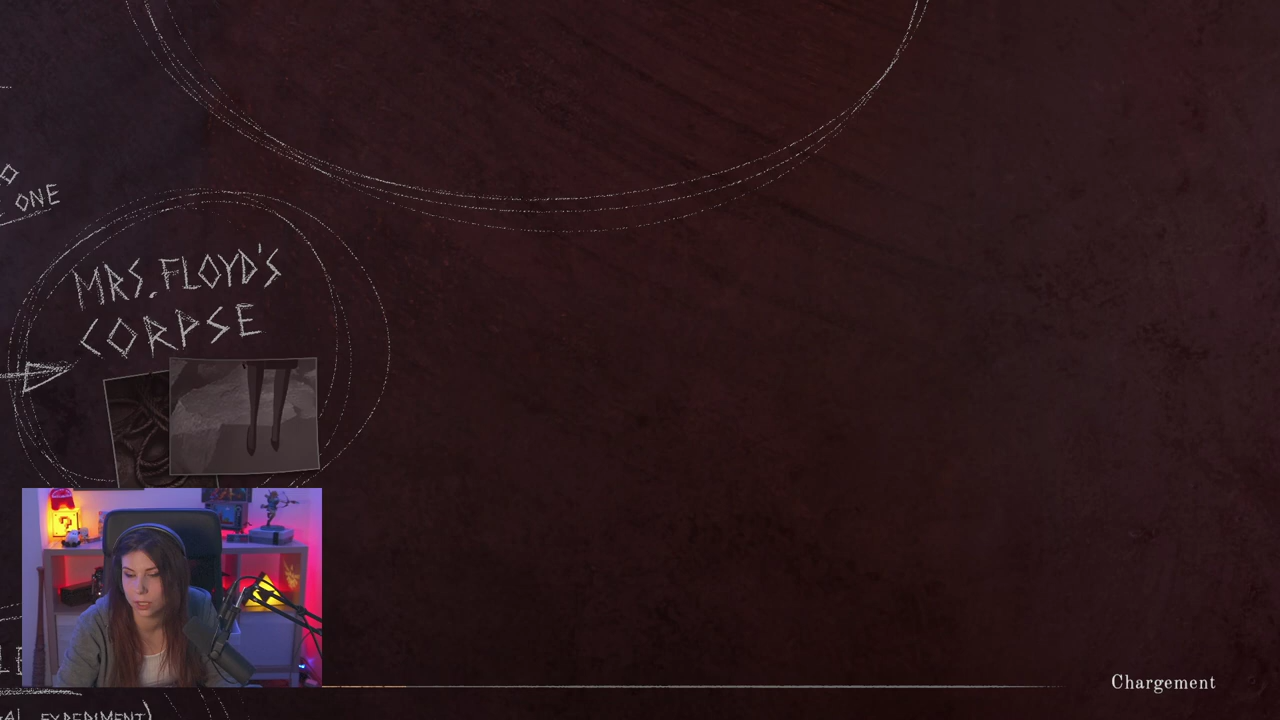 ONE
MRS. FLOYD'S
CORPSE
EXPERIMENT)
Chargement